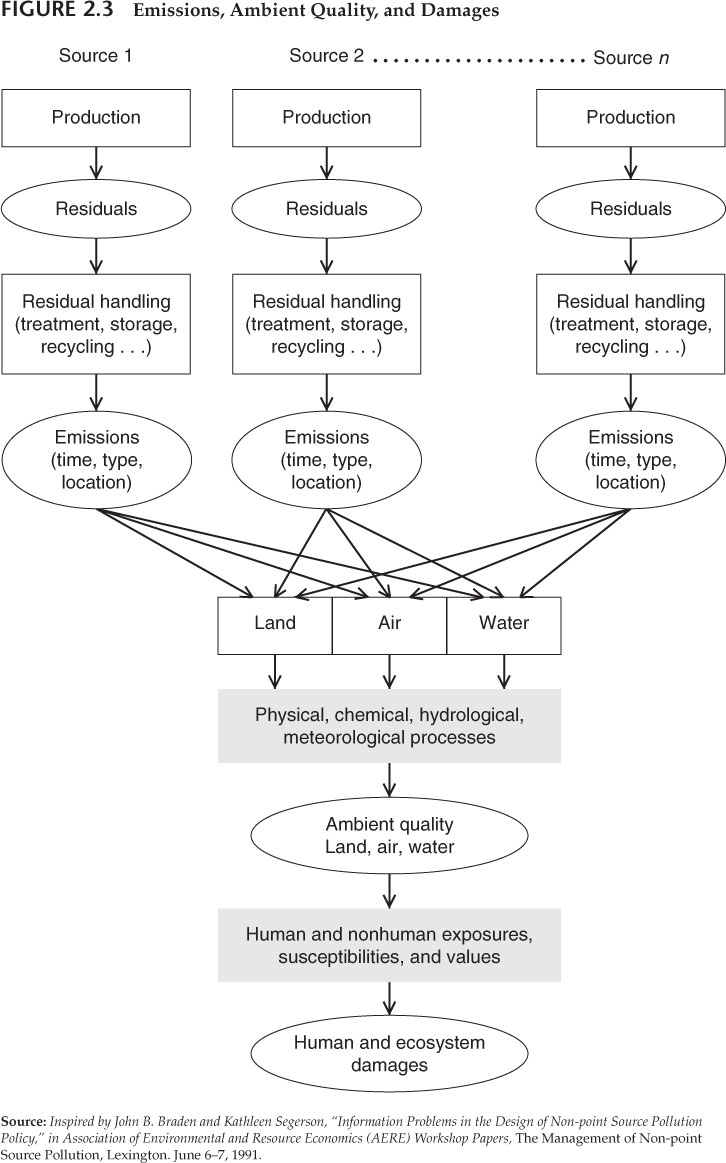 FIGURE 2.3 Emissions, Ambient Quality, and Damages
Source 1
Source 2 . . . . . . . . . . . . . . . . . . . . . Source n
Production
Production
Production
Residuals
Residuals
Residuals
Residual handling
(treatment, storage,
recycling . . .)
Residual handling
(treatment, storage,
recycling . . .)
Residual handling
(treatment, storage,
recycling . . .)
Emissions
(time, type,
location)
Emissions
(time, type,
location)
Emissions
(time, type,
location)
Land
Air
Water
Physical, chemical, hydrological,
meteorological processes
Ambient quality
Land, air, water
Human and nonhuman exposures,
susceptibilities, and values
Human and ecosystem
damages
Source: Inspired by John B. Braden and Kathleen Segerson, “Information Problems in the Design of Non-point Source Pollution
Policy,” in Association of Environmental and Resource Economics (AERE) Workshop Papers, The Management of Non-point
Source Pollution, Lexington. June 6–7, 1991.